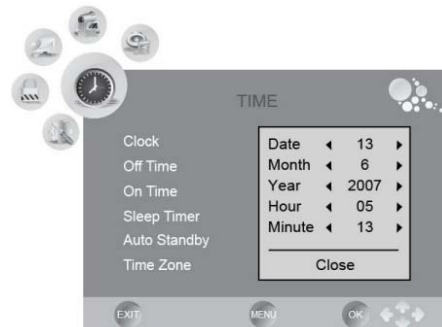 TIME
Clock
Off Time
On Time
Sleep Timer
Auto Standby
Time Zone
Date 13
Month 6
Year 2007
Hour 05
Minute 13
Close
EXIT
MENU
OK